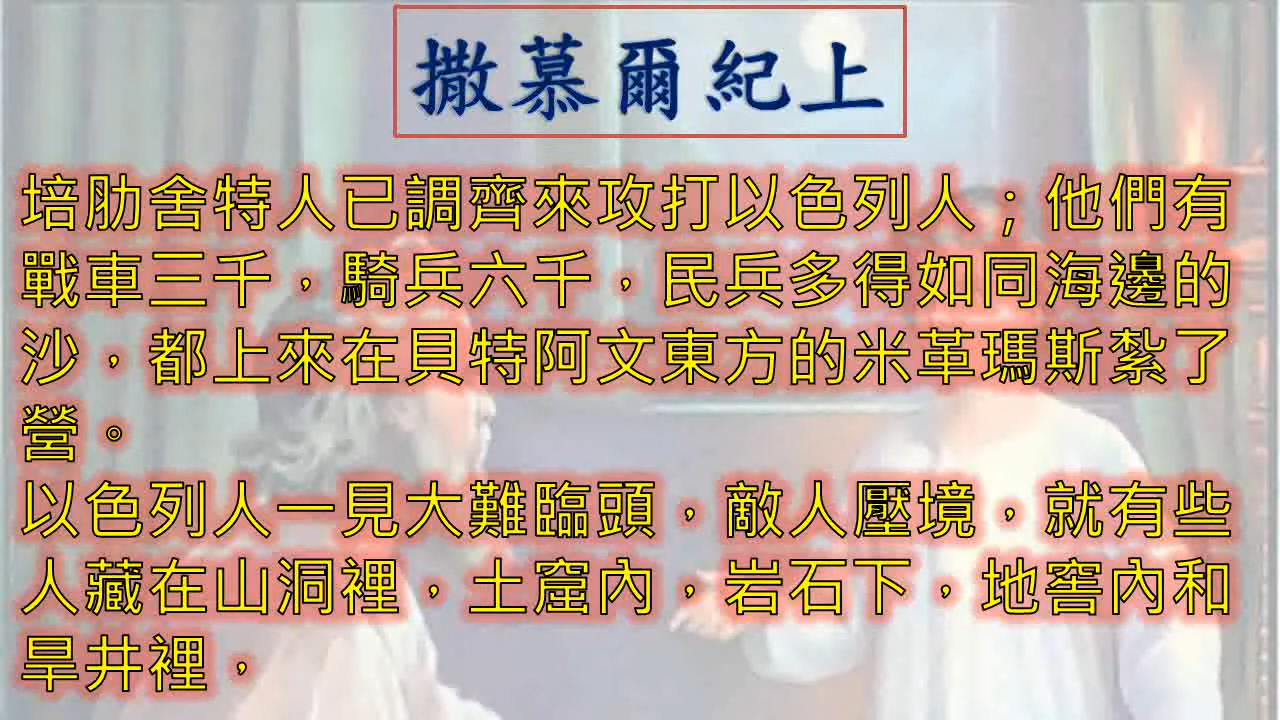 撒慕爾紀上
培肋舍特人已調齊來攻打以色列人；他們有
戰車三千，騎兵六千，民兵多得如同海邊的
沙，都上來在貝特阿文東方的米革瑪斯紮了
營。
以色列人一見大難臨頭，敵人壓境，就有些
人藏在山洞裡，土窟內，岩石下，地窖內和
旱井裡，